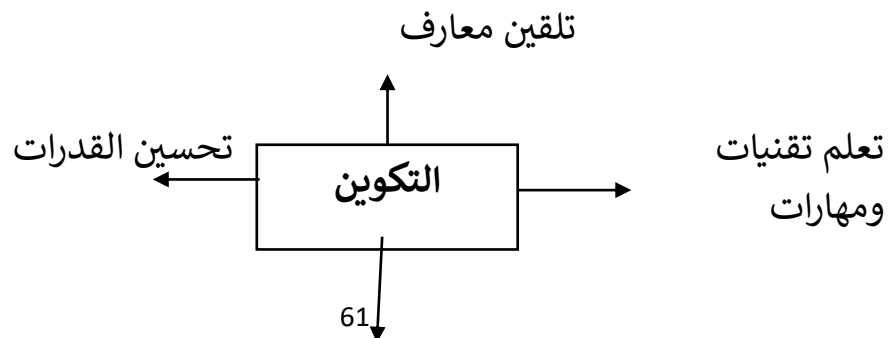 تلقين معارف
تعلم تقنيات
ومهارات
تحسين القدرات
التكوين
61